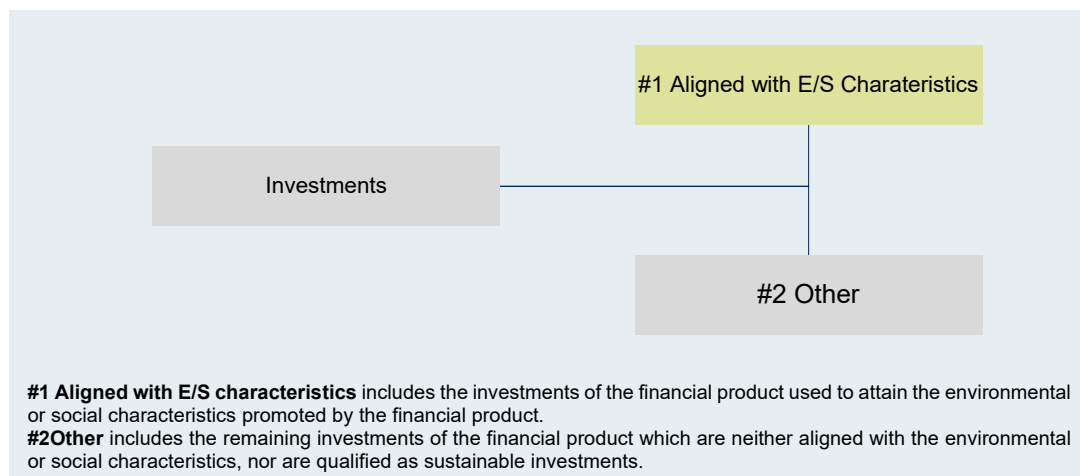 #1 Aligned with E/S Charateristics
Investments
#2 Other
#1 Aligned with E/S characteristics includes the investments of the financial product used to attain the environmental
or social characteristics promoted by the financial product.
#2Other includes the remaining investments of the financial product which are neither aligned with the environmental
or social characteristics, nor are qualified as sustainable investments.